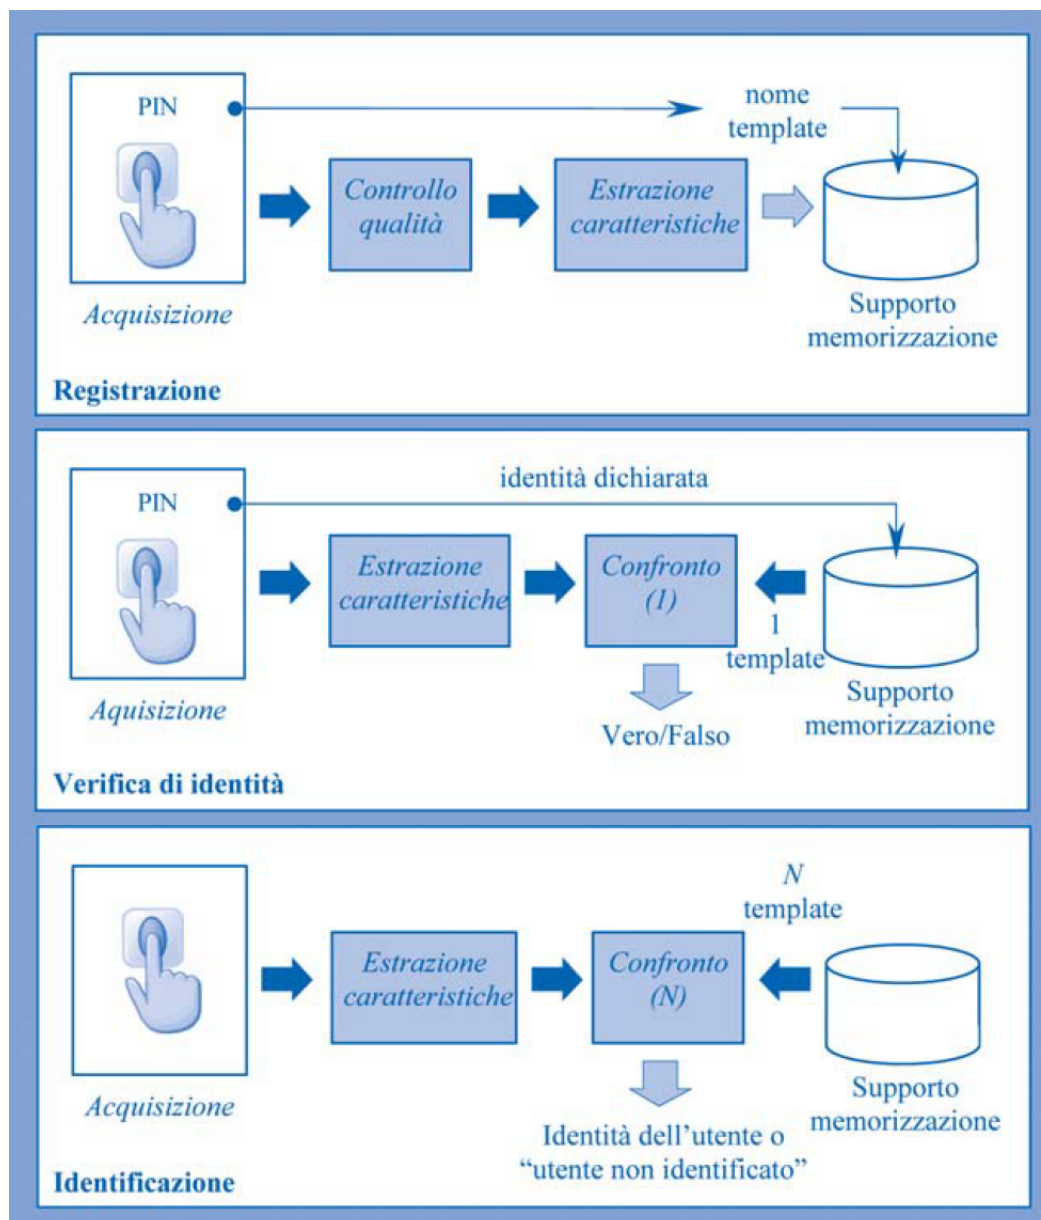 PIN
nome
template
Controllo
qualità
Estrazione
caratteristiche
Acquisizione
Supporto
memorizzazione
Registrazione
identità dichiarata
PIN
Estrazione
caratteristiche
Confronto
(1)
1
template
Aquisizione
Supporto
memorizzazione
Vero/Falso
Verifica di identità
N
template
Estrazione
caratteristiche
Confronto
(N)
Acquisizione
Supporto
memorizzazione
Identità dell’utente o
“utente non identificato”
Identificazione